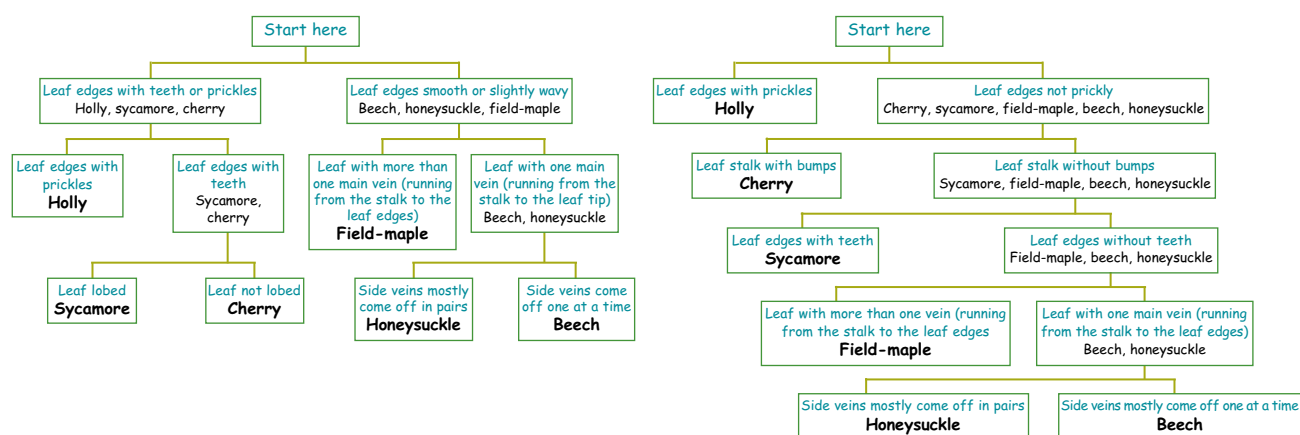 Start here
Leaf edges with teeth or prickles
Holly, sycamore, cherry
Leaf edges smooth or slightly wavy
Beech, honeysuckle, field-maple
Leaf edges with
prickles
Holly
Leaf edges with
teeth
Sycamore,
cherry
Leaf with more than
one main vein (running
from the stalk to the
leaf edges)
Field-maple
Leaf with one main
vein (running from the
stalk to the leaf tip)
Beech, honeysuckle
Leaf lobed
Sycamore
Leaf not lobed
Cherry
Side veins mostly
come off in pairs
Honeysuckle
Side veins come
off one at a time
Beech
Start here
Leaf edges with prickles
Holly
Leaf edges not prickly
Cherry, sycamore, field-maple, beech, honeysuckle
Leaf stalk with bumps
Cherry
Leaf stalk without bumps
Sycamore, field-maple, beech, honeysuckle
Leaf edges with teeth
Sycamore
Leaf edges without teeth
Field-maple, beech, honeysuckle
Leaf with more than one vein (running
from the stalk to the leaf edges
Field-maple
Leaf with one main vein (running
from the stalk to the leaf edges)
Beech, honeysuckle
Side veins mostly come off in pairs
Honeysuckle
Side veins mostly come off one at a time
Beech